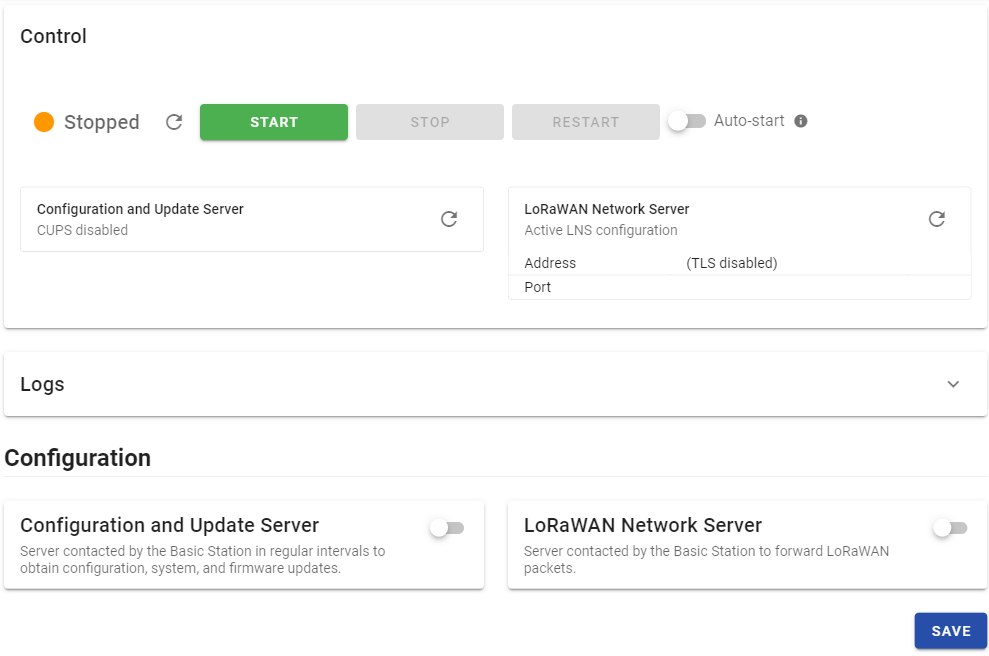 Control
Stopped START STOP RESTART Auto-start
Configuration and Update Server
CUPS disabled
LoRaWAN Network Server
Active LNS configuration
Address (TLS disabled)
Port
Logs
Configuration
Configuration and Update Server
Server contacted by the Basic Station in regular intervals to
obtain configuration, system, and firmware updates.
LoRaWAN Network Server
Server contacted by the Basic Station to forward LoRaWAN
packets.
SAVE